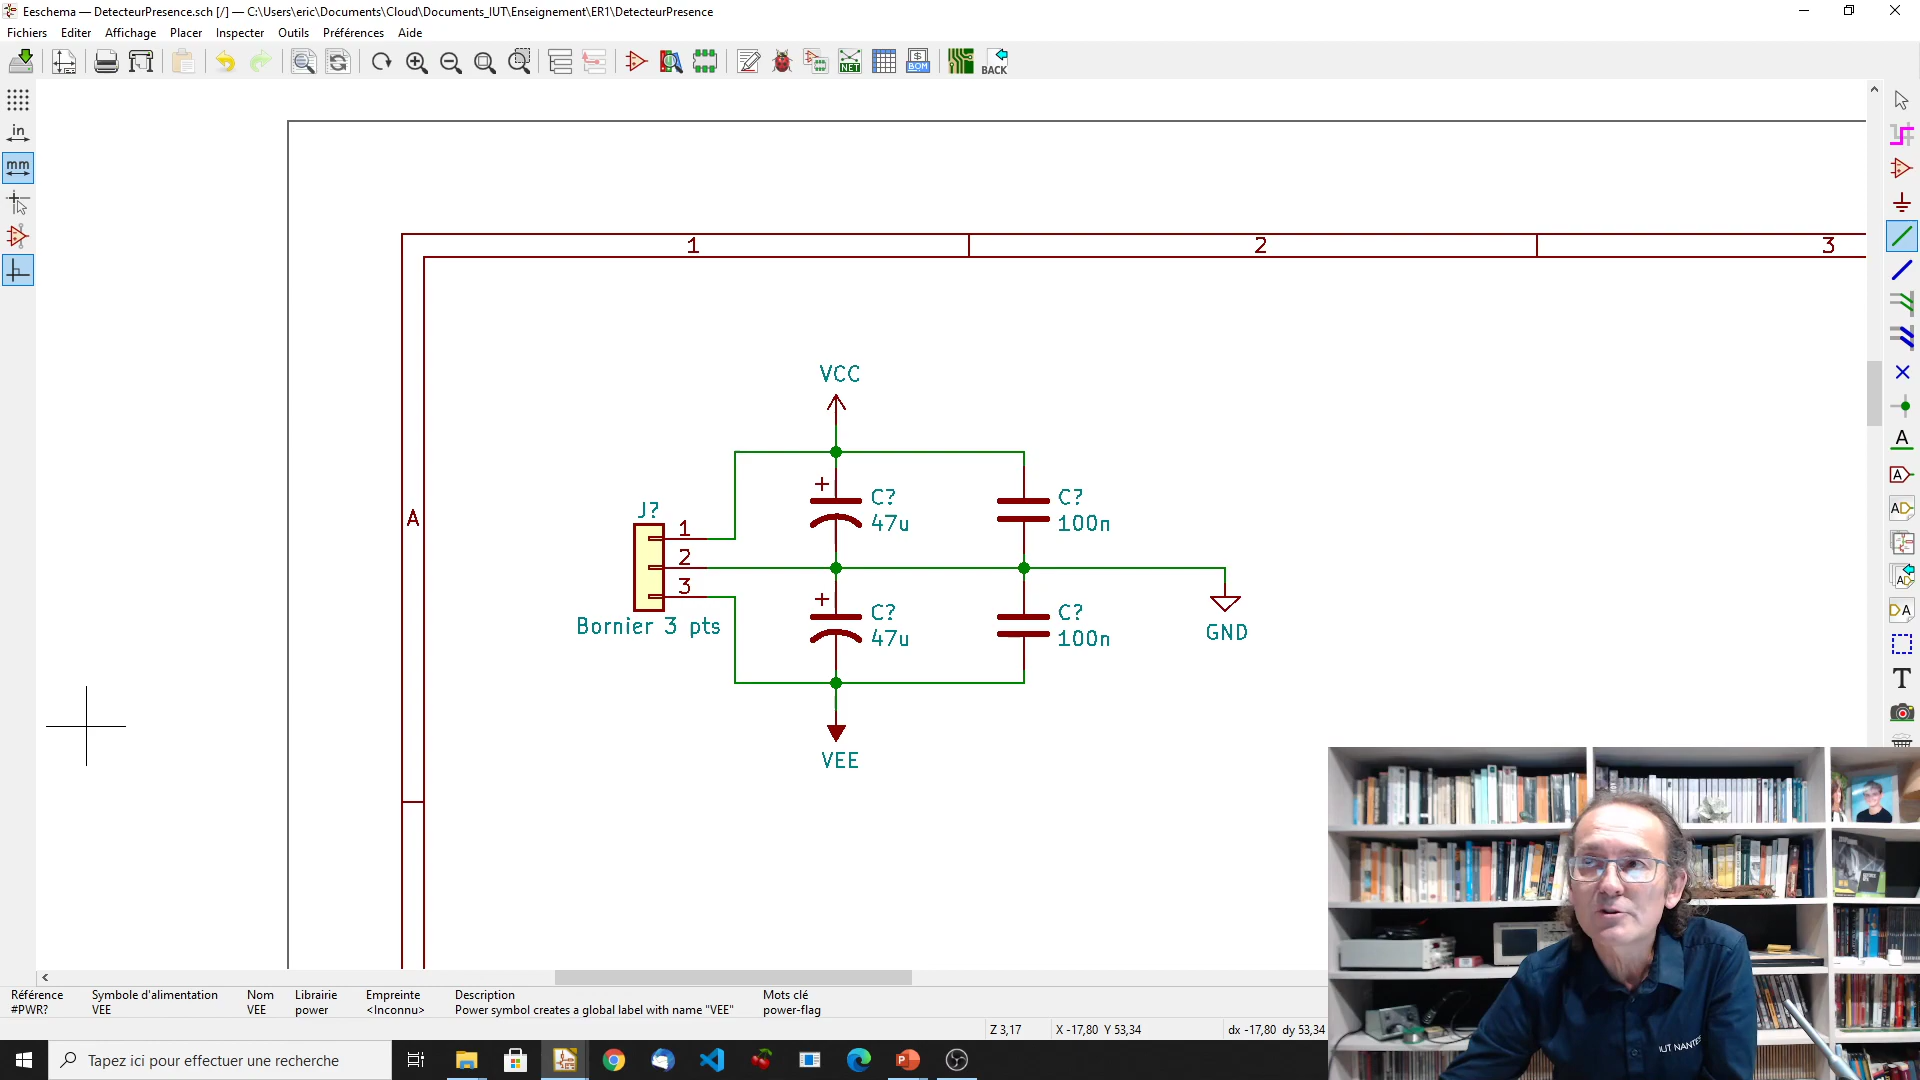 Eeschema — DetecteurPresence.sch [/] — C:\Users\eric\Documents\Cloud\Documents_IUT\Enseignement\ER1\DetecteurPresence
Fichiers Editer Affichage Placer Inspecter Outils Préférences Aide
NET
BOM
BACK
in
mm
1 2 3
A
VCC
C?
47u
C?
100n
J?
1
2
3
Bornier 3 pts
C?
47u
C?
100n
GND
VEE
A
A
A
A
A
T
IUT NANTES
Référence Symbole d'alimentation Nom Librairie Empreinte Description Mots clé
#PWR? VEE VEE power <Inconnu> Power symbol creates a global label with name "VEE" power-flag
Z 3,17 X -17,80 Y 53,34 dx -17,80 dy 53,34
Tapez ici pour effectuer une recherche